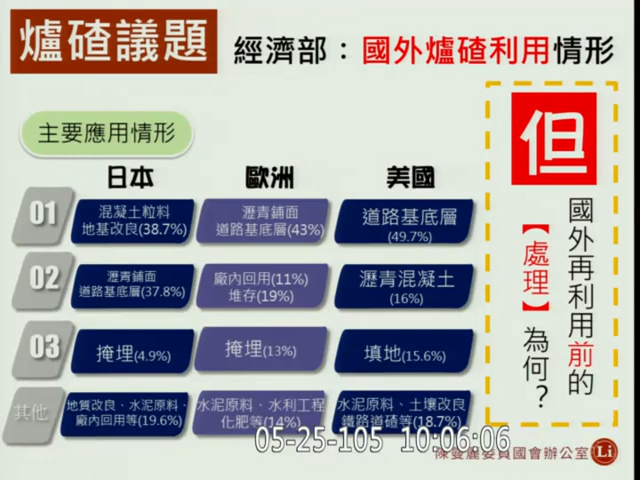 爐碴議題
經濟部：國外爐碴利用情形
主要應用情形
日本
歐洲
美國
01
混凝土粒料
地基改良(38.7%)
瀝青鋪面
道路基底層(43%)
道路基底層
(49.7%)
02
瀝青鋪面
道路基底層(37.8%)
廠內回用(11%)
堆存(19%)
瀝青混凝土
(16%)
03
掩埋(4.9%)
掩埋(13%)
填地(15.6%)
其他
地質改良、水泥原料、
廠內回用等(19.6%)
水泥原料、水利工程
化肥等(14%)
水泥原料、土壤改良
鐵路道碴等(18.7%)
但
國外再利用前的
【處理】為何？
05-25-105 10:06:06
陳曼麗委員國會辦公室
Li